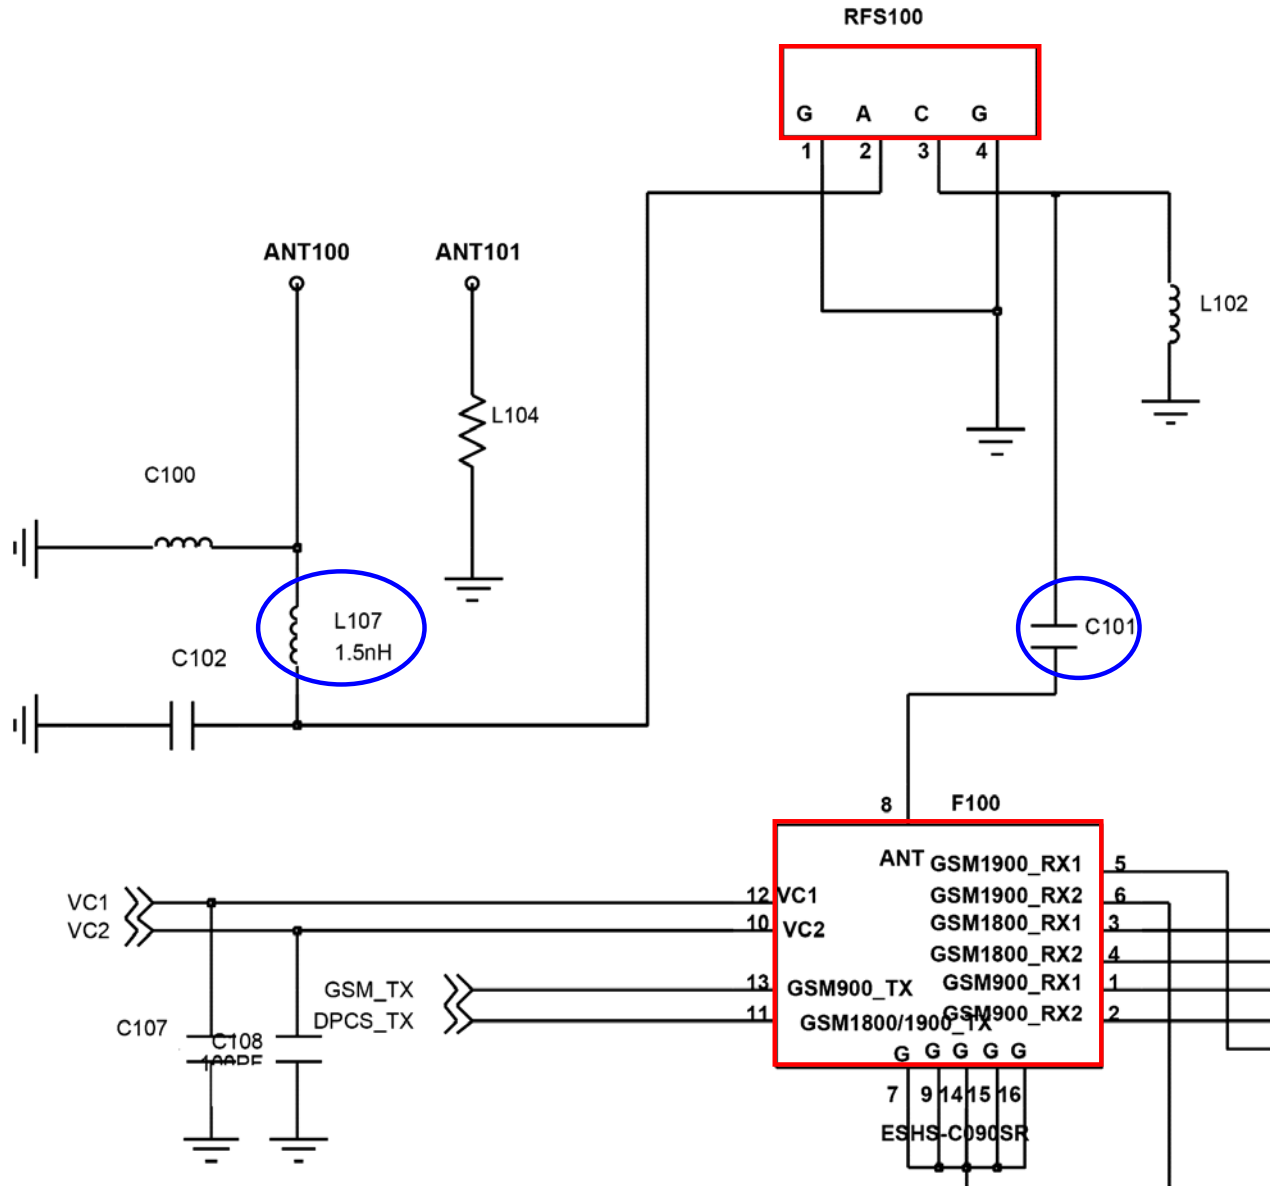 RFS100
G A C G
1 2 3 4
ANT100
ANT101
L102
L104
C100
L107
1.5nH
C102
C101
8
F100
ANT
GSM1900_RX1
5
VC1
12
VC1
GSM1900_RX2
6
VC2
10
VC2
GSM1800_RX1
3
GSM1800_RX2
4
GSM_TX
13
GSM900_TX
GSM900_RX1
1
DPCS_TX
11
GSM1800/1900_TX
GSM900_RX2
2
C107
C108
100PF
G G G G G
7 9 14 15 16
ESHS-C090SR